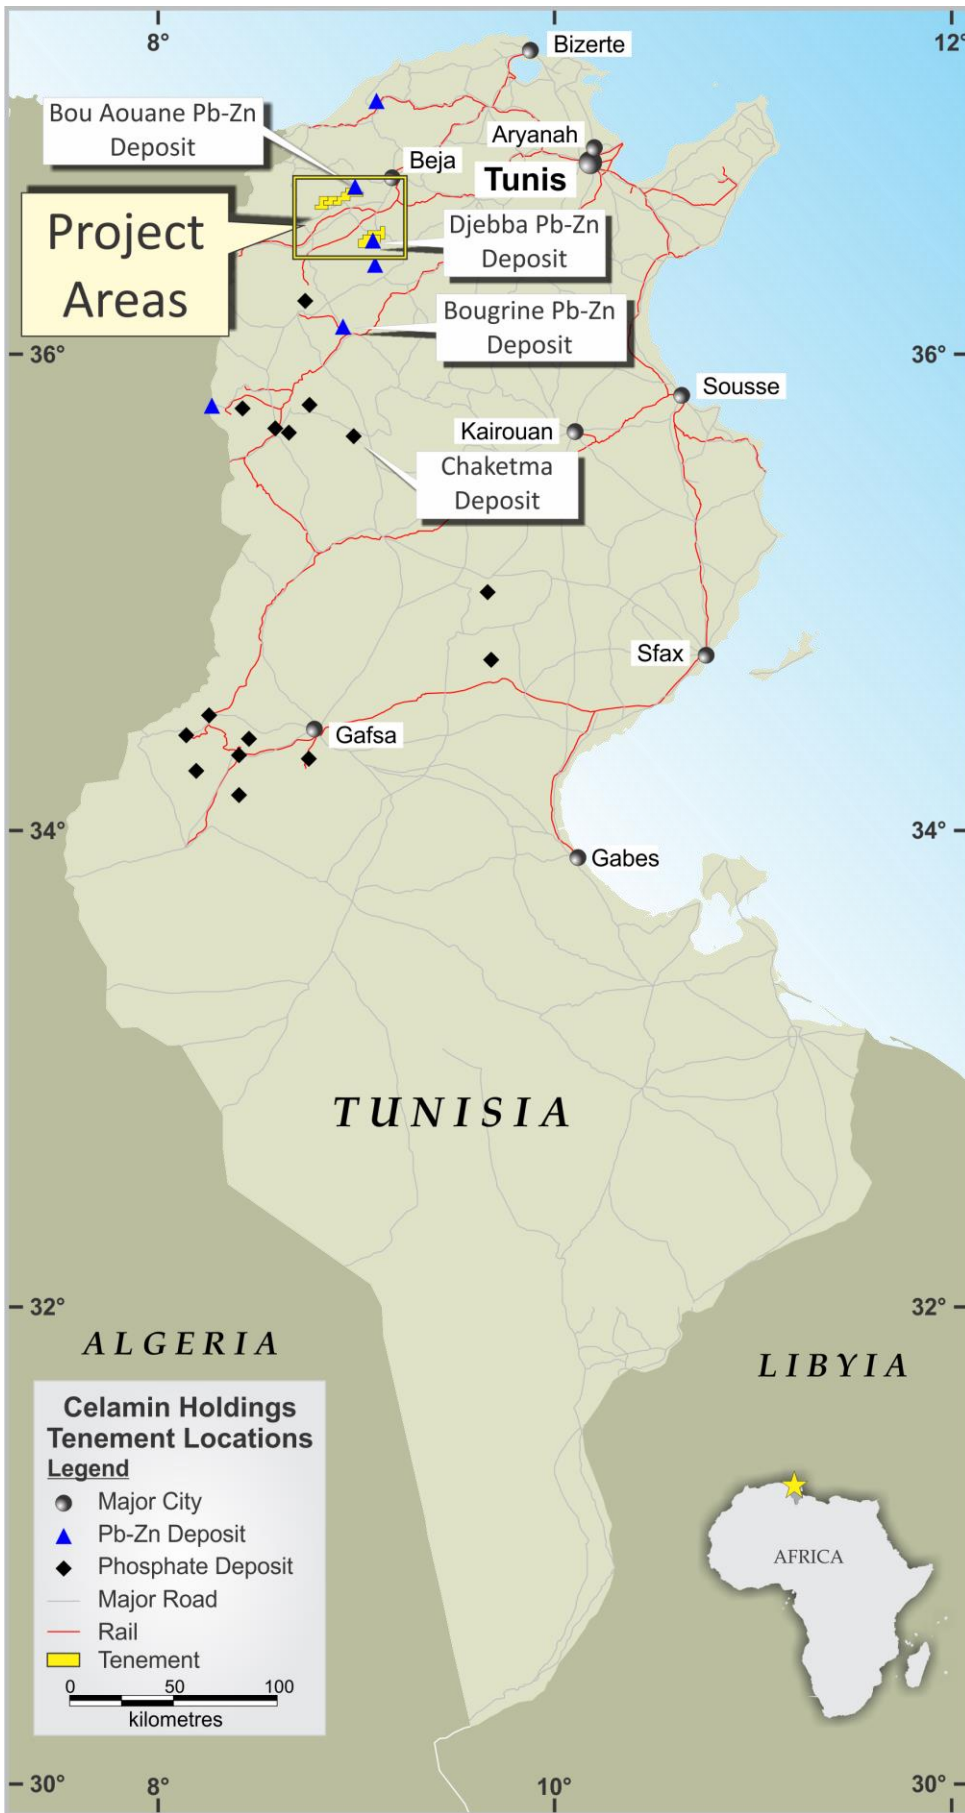 8°
12°
Bizerte
Bou Aouane Pb-Zn
Deposit
Aryanah
Beja
Tunis
Project
Areas
Djebba Pb-Zn
Deposit
Bougrine Pb-Zn
Deposit
36°
36°
Sousse
Kairouan
Chaketma
Deposit
Sfax
Gafsa
34°
34°
Gabes
TUNISIA
32°
32°
ALGERIA
LIBYIA
Celamin Holdings
Tenement Locations
Legend
Major City
Pb-Zn Deposit
Phosphate Deposit
Major Road
Rail
Tenement
0 50 100
kilometres
AFRICA
30°
8°
10°
30°